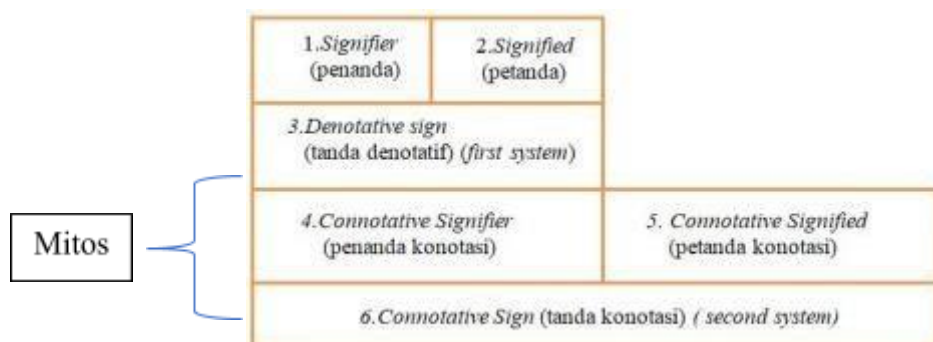 1.Signifier
(penanda)
2.Signified
(petanda)
3.Denotative sign
(tanda denotatif) (first system)
Mitos
4.Connotative Signifier
(penanda konotasi)
5. Connotative Signified
(petanda konotasi)
6.Connotative Sign (tanda konotasi) ( second system)